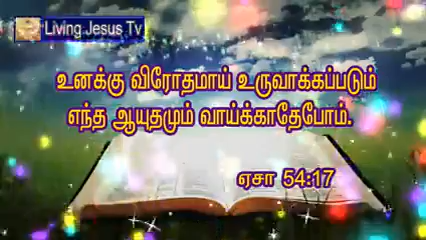 Living Jesus Tv
உனக்கு விரோதமாய் உருவாக்கப்படும்
எந்த ஆயுதமும் வாய்க்காதேபோம்.
ஏசா 54:17